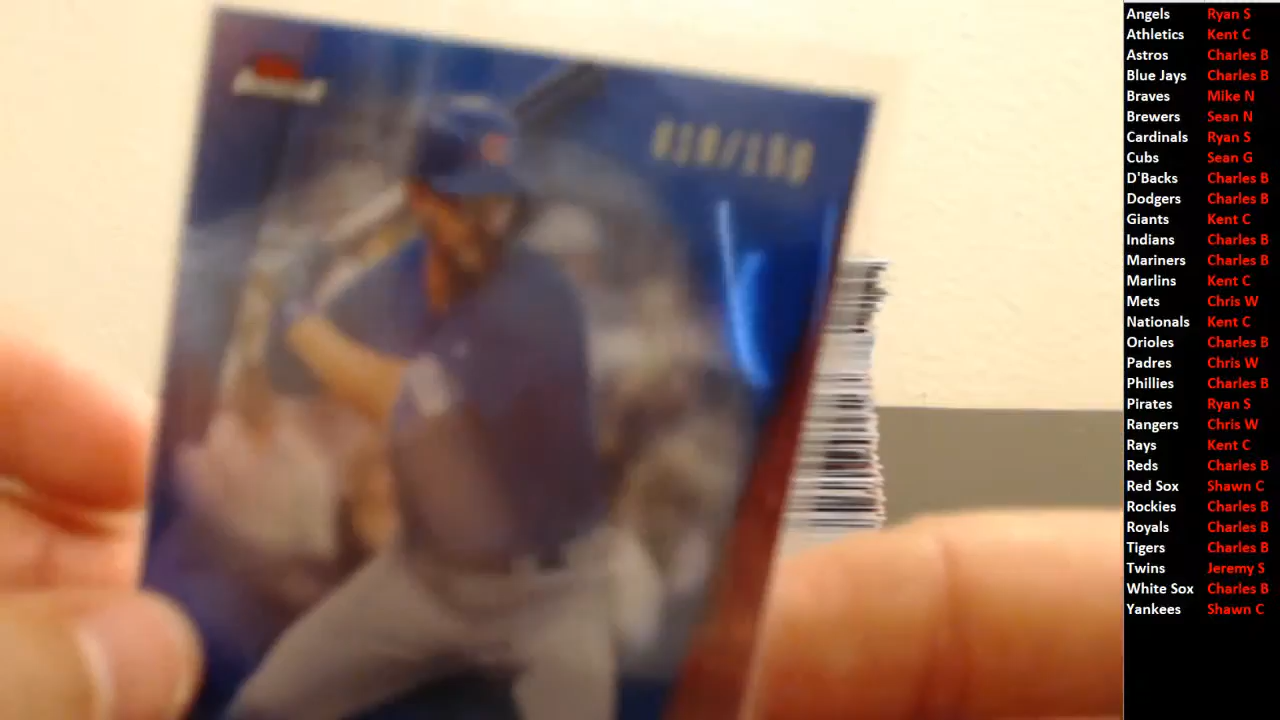 Angels Ryan S
Athletics Kent C
Astros Charles B
Blue Jays Charles B
Braves Mike N
Brewers Sean N
Cardinals Ryan S
Cubs Sean G
D'Backs Charles B
Dodgers Charles B
Giants Kent C
Indians Charles B
Mariners Charles B
Marlins Kent C
Mets Chris W
Nationals Kent C
Orioles Charles B
Padres Chris W
Phillies Charles B
Pirates Ryan S
Rangers Chris W
Rays Kent C
Reds Charles B
Red Sox Shawn C
Rockies Charles B
Royals Charles B
Tigers Charles B
Twins Jeremy S
White Sox Charles B
Yankees Shawn C